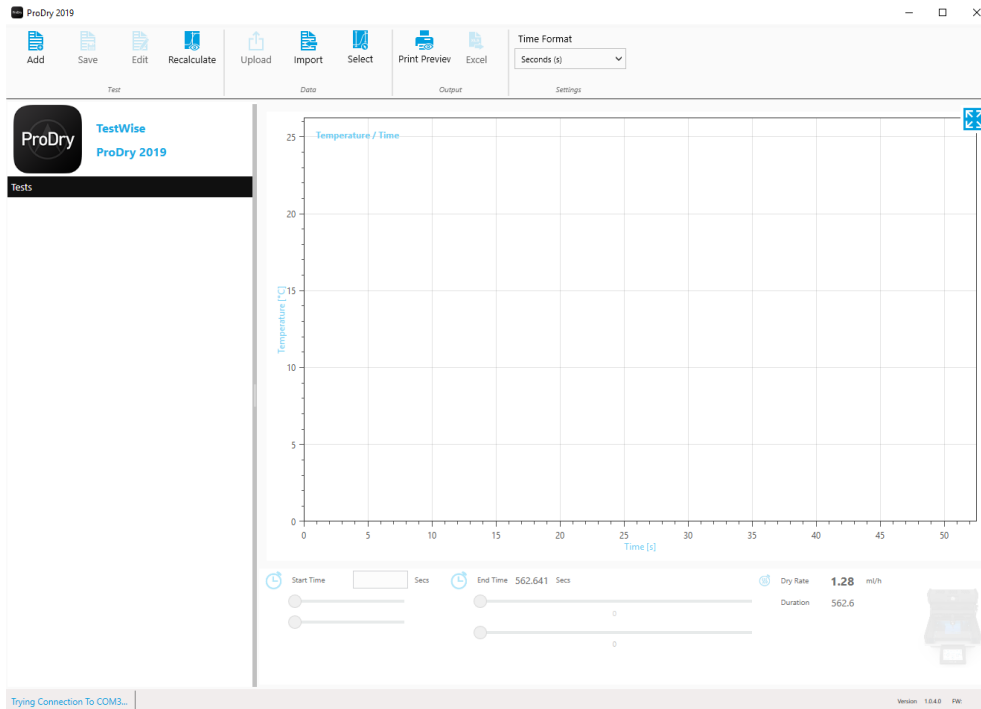 ProDry 2019
Add
Save
Edit
Recalculate
Test
Upload
Import
Select
Data
Print Preview
Excel
Output
Time Format
Seconds (s)
Settings
ProDry
TestWise
ProDry 2019
Tests
Temperature / Time
25
20
15
10
5
0
Temperature [°C]
0 5 10 15 20 25 30 35 40 45 50
Time [s]
Start Time Secs
End Time 562.641 Secs
0
0
Dry Rate 1.28 ml/h
Duration 562.6
Trying Connection To COM3...
Version 1.0.4.0 FW: